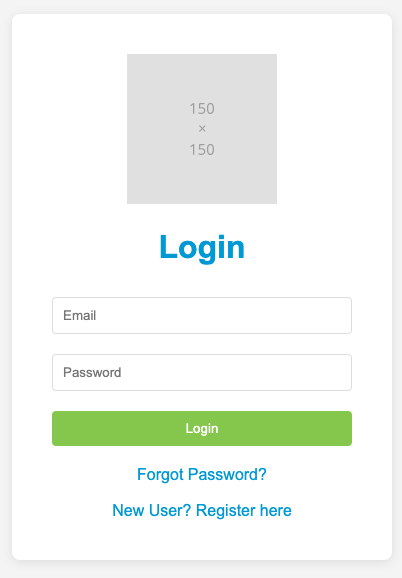 150
×
150
Login
Email
Password
Login
Forgot Password?
New User? Register here